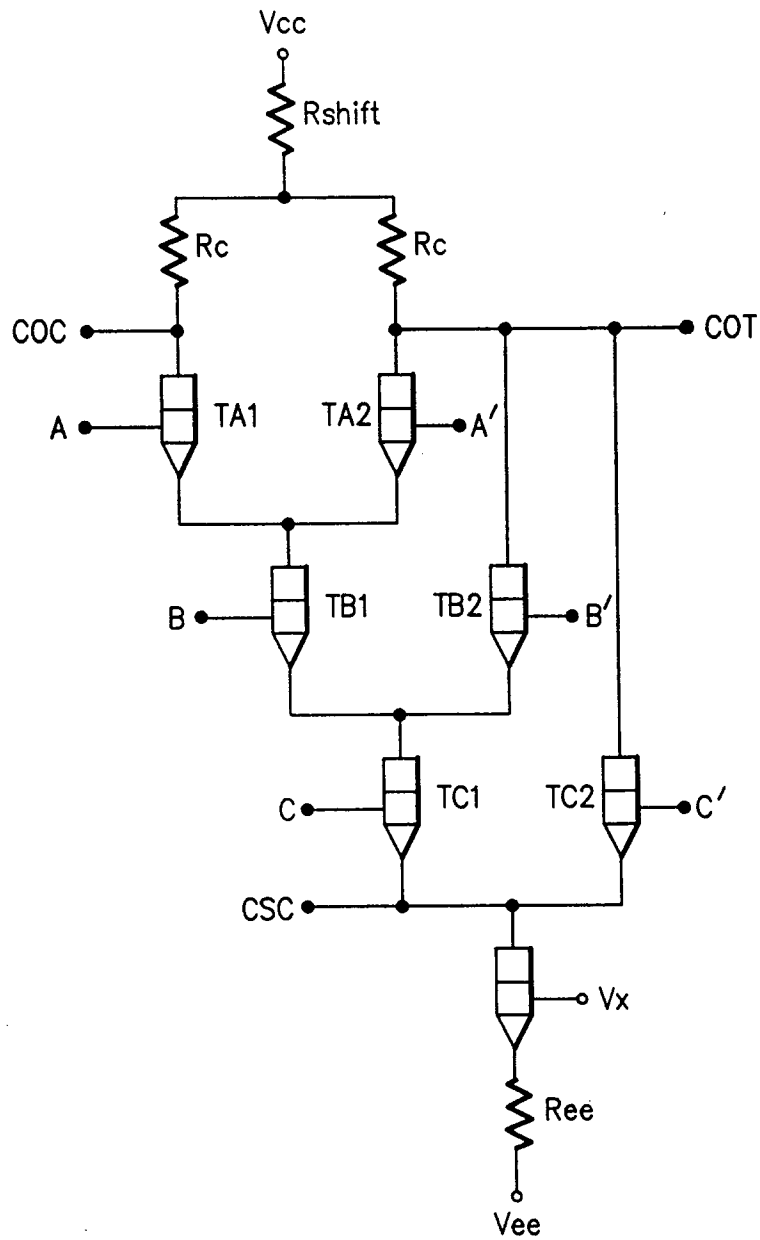 Vcc
Rshift
Rc
Rc
COC
COT
A
TA1
TA2
A′
B
TB1
TB2
B′
C
TC1
TC2
C′
CSC
Vx
Ree
Vee